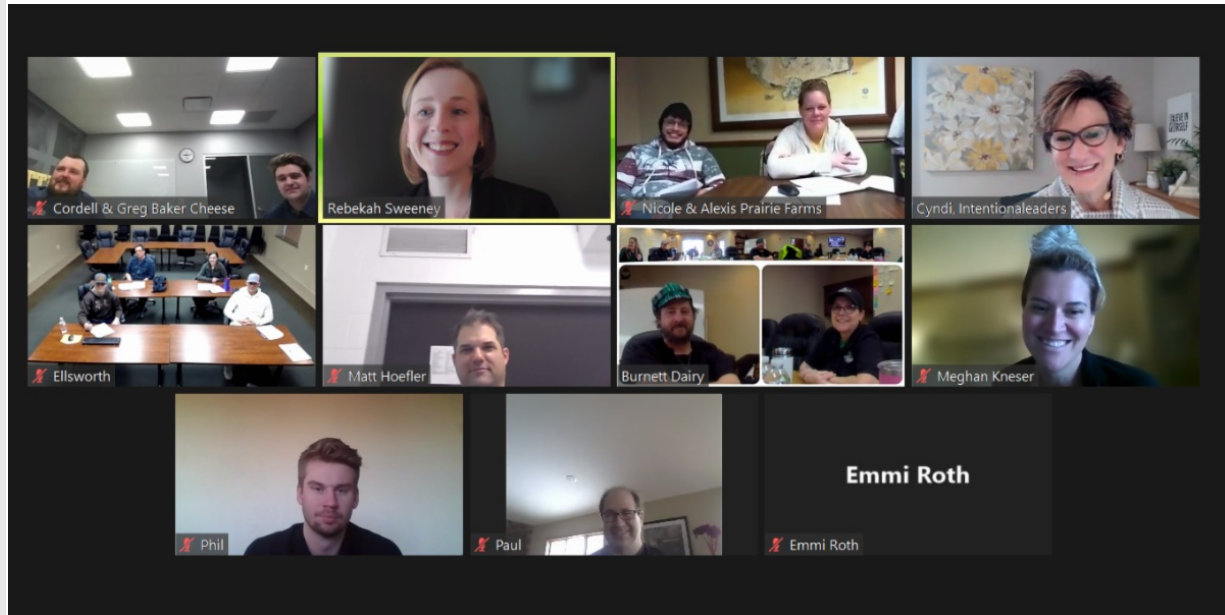 Cordell & Greg Baker Cheese
Rebekah Sweeney
Nicole & Alexis Prairie Farms
Cyndi, Intentionaleaders
Ellsworth
Matt Hoefler
Burnett Dairy
Meghan Kneser
Phil
Paul
Emmi Roth
Emmi Roth